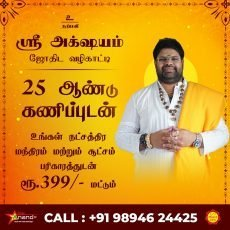 உ
ஸ்ரீ அக்ஷயம்
ஜோதிட வழிகாட்டி
25 ஆண்டு
கணிப்புடன்
உங்கள் நட்சத்திர
மந்திரம் மற்றும் சூட்சம
பரிகாரத்துடன்
ரூ.399/- மட்டும்
CALL : +91 98946 24425